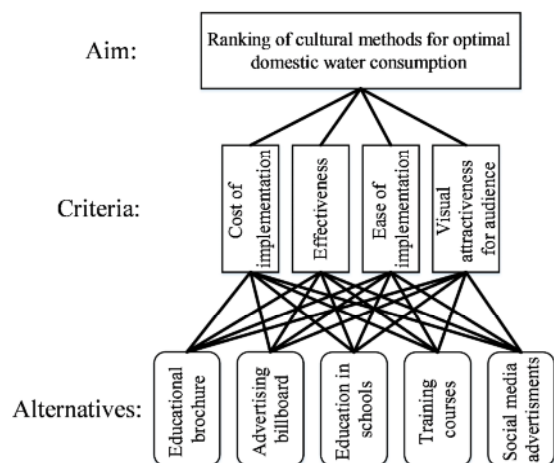 Aim:
Ranking of cultural methods for optimal
domestic water consumption
Criteria:
Cost of
implementation
Effectiveness
Ease of
implementation
Visual
attractiveness
for audience
Alternatives:
Educational
brochure
Advertising
billboard
Education in
schools
Training
courses
Social media
advertisments